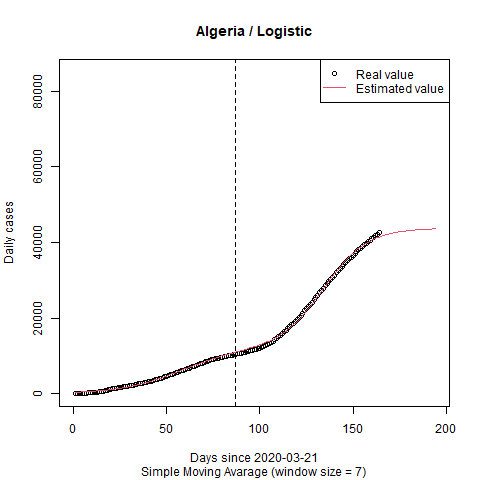 Algeria / Logistic
Real value
Estimated value
Daily cases
80000
60000
40000
20000
0
0 50 100 150 200
Days since 2020-03-21
Simple Moving Avarage (window size = 7)